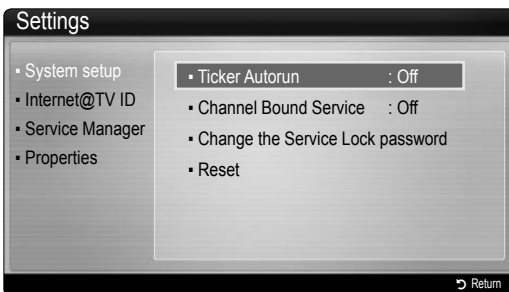 Settings
▪ System setup
▪ Internet@TV ID
▪ Service Manager
▪ Properties
▪ Ticker Autorun : Off
▪ Channel Bound Service : Off
▪ Change the Service Lock password
▪ Reset
Return